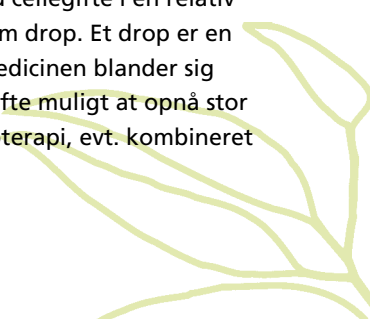 cellegifte i en relativ
m drop. Et drop er en
edicinen blander sig
fte muligt at opnå stor
terapi, evt. kombineret